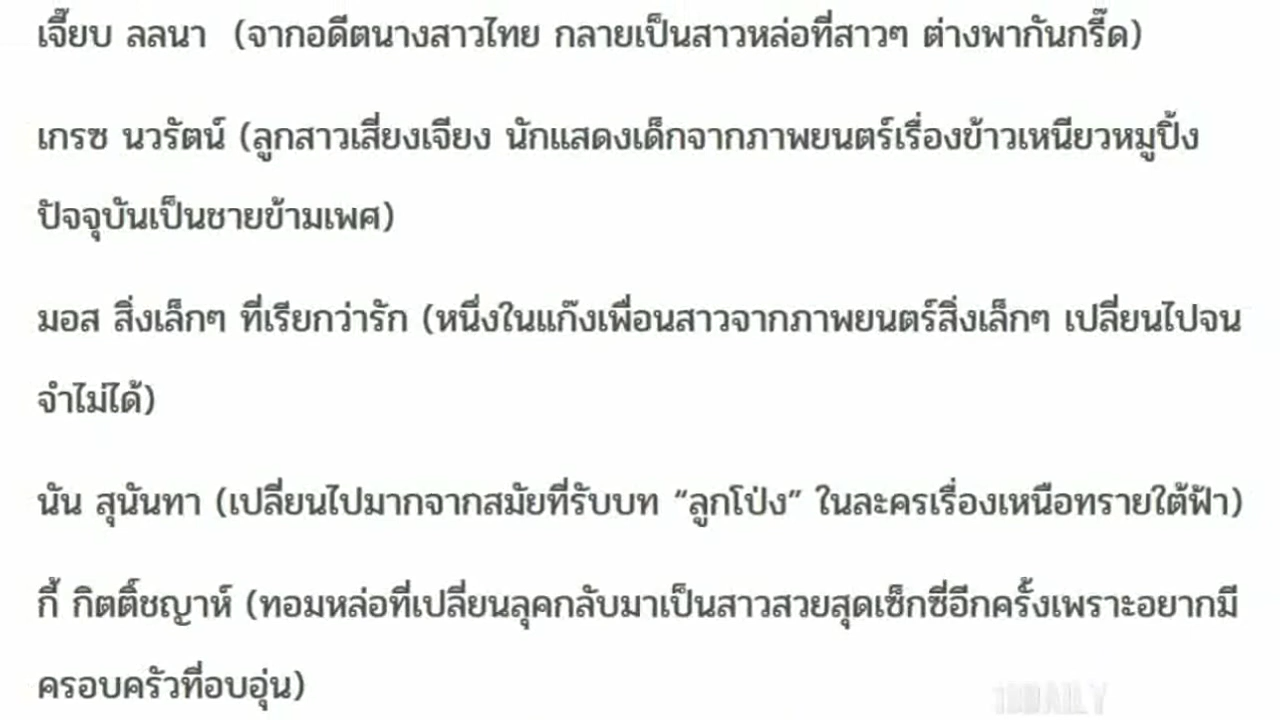 เจี๊ยบ ลลนา (จากอดีตนางสาวไทย กลายเป็นสาวหล่อที่สาวๆ ต่างพากันกรี๊ด)
เกรซ นวรัตน์ (ลูกสาวเสี่ยงเจียง นักแสดงเด็กจากภาพยนตร์เรื่องข้าวเหนียวหมูปิ้ง
ปัจจุบันเป็นชายข้ามเพศ)
มอส สิ่งเล็กๆ ที่เรียกว่ารัก (หนึ่งในแก๊งเพื่อนสาวจากภาพยนตร์สิ่งเล็กๆ เปลี่ยนไปจน
จำไม่ได้)
นัน สุนันทา (เปลี่ยนไปมากจากสมัยที่รับบท “ลูกโป่ง” ในละครเรื่องเหนือทรายใต้ฟ้า)
กี้ กิตติ์ชญาห์ (ทอมหล่อที่เปลี่ยนลุคกลับมาเป็นสาวสวยสุดเซ็กซี่อีกครั้งเพราะอยากมี
ครอบครัวที่อบอุ่น)